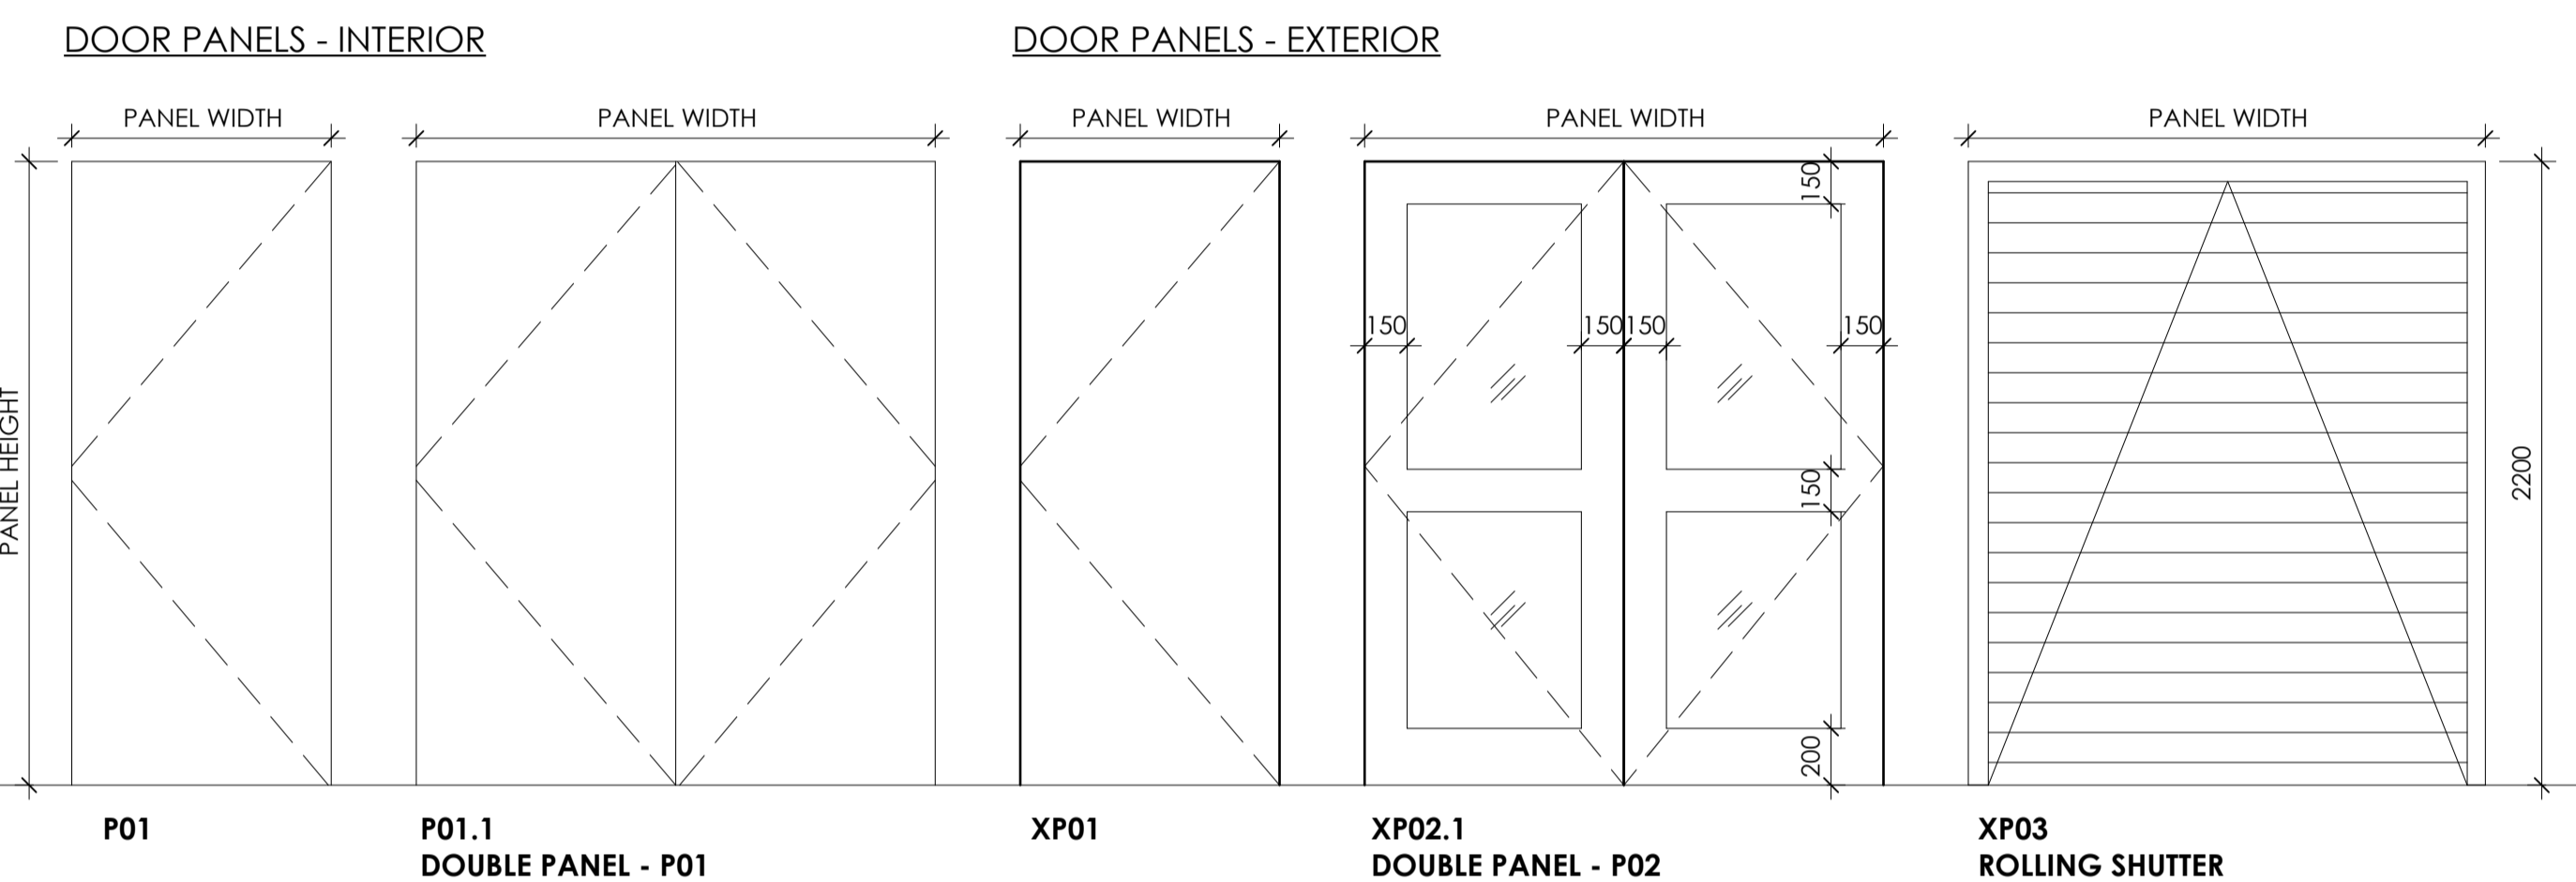 DOOR PANELS - INTERIOR
DOOR PANELS - EXTERIOR
PANEL WIDTH
PANEL WIDTH
PANEL WIDTH
PANEL WIDTH
PANEL WIDTH
PANEL HEIGHT
150
150
150
150
150
150
200
2200
P01
P01.1
DOUBLE PANEL - P01
XP01
XP02.1
DOUBLE PANEL - P02
XP03
ROLLING SHUTTER